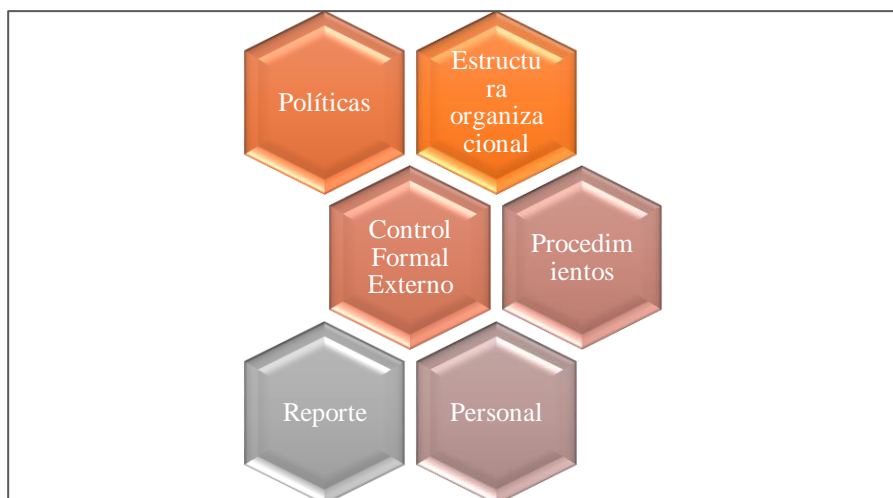 Políticas
Estructu
ra
organiza
cional
Control
Formal
Externo
Procedim
ientos
Reporte
Personal